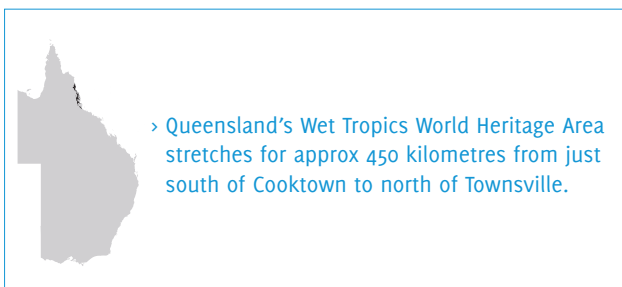 › Queensland’s Wet Tropics World Heritage Area
stretches for approx 450 kilometres from just
south of Cooktown to north of Townsville.